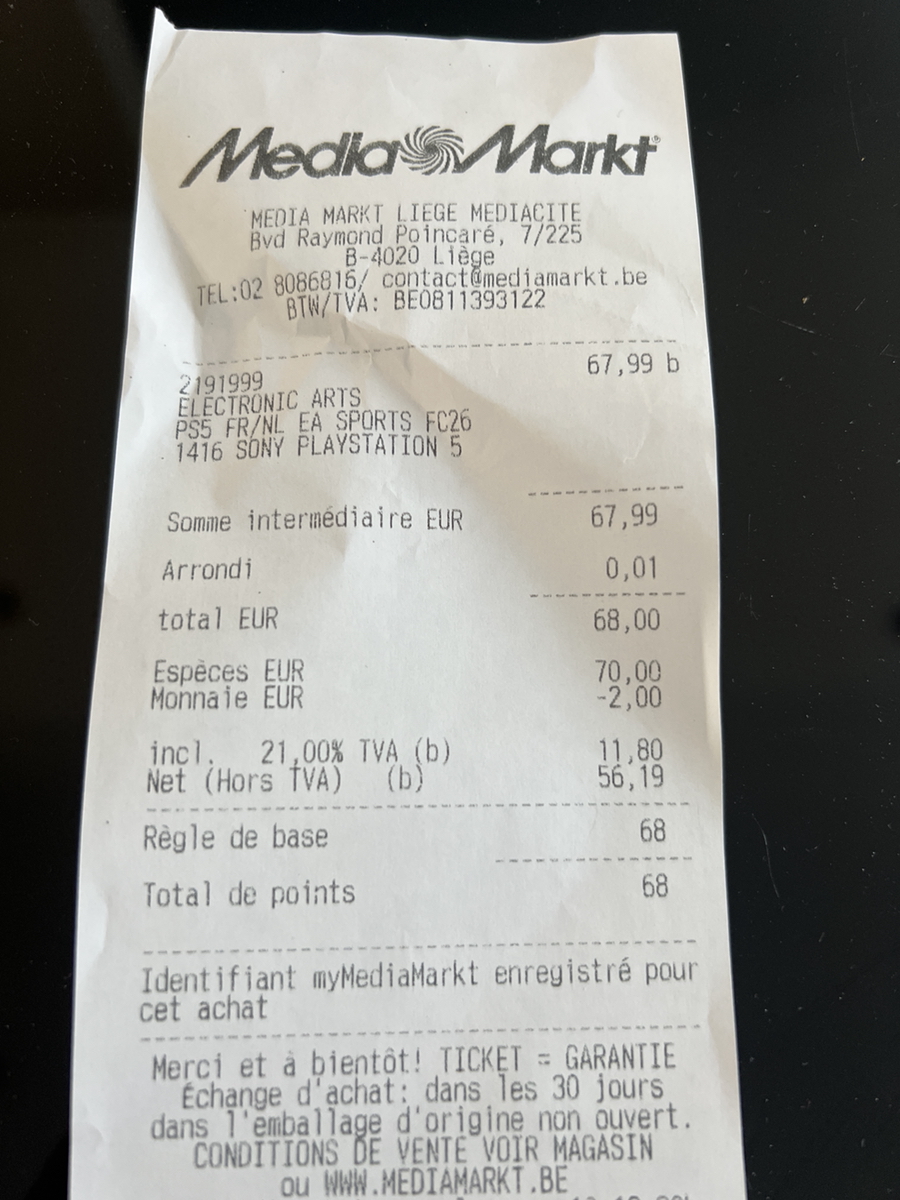 MediaMarkt
MEDIA MARKT LIEGE MEDIACITE
Bvd Raymond Poincaré, 7/225
B-4020 Liège
TEL:02 8086816/ contact@mediamarkt.be
BTW/TVA: BE0811393122
67,99 b
2191999
ELECTRONIC ARTS
PS5 FR/NL EA SPORTS FC26
1416 SONY PLAYSTATION 5
Somme intermédiaire EUR 67,99
Arrondi 0,01
total EUR 68,00
Espèces EUR 70,00
Monnaie EUR -2,00
incl. 21,00% TVA (b) 11,80
Net (Hors TVA) (b) 56,19
Règle de base 68
Total de points 68
Identifiant myMediaMarkt enregistré pour
cet achat
Merci et à bientôt! TICKET = GARANTIE
Échange d'achat: dans les 30 jours
dans l'emballage d'origine non ouvert.
CONDITIONS DE VENTE VOIR MAGASIN
ou WWW.MEDIAMARKT.BE